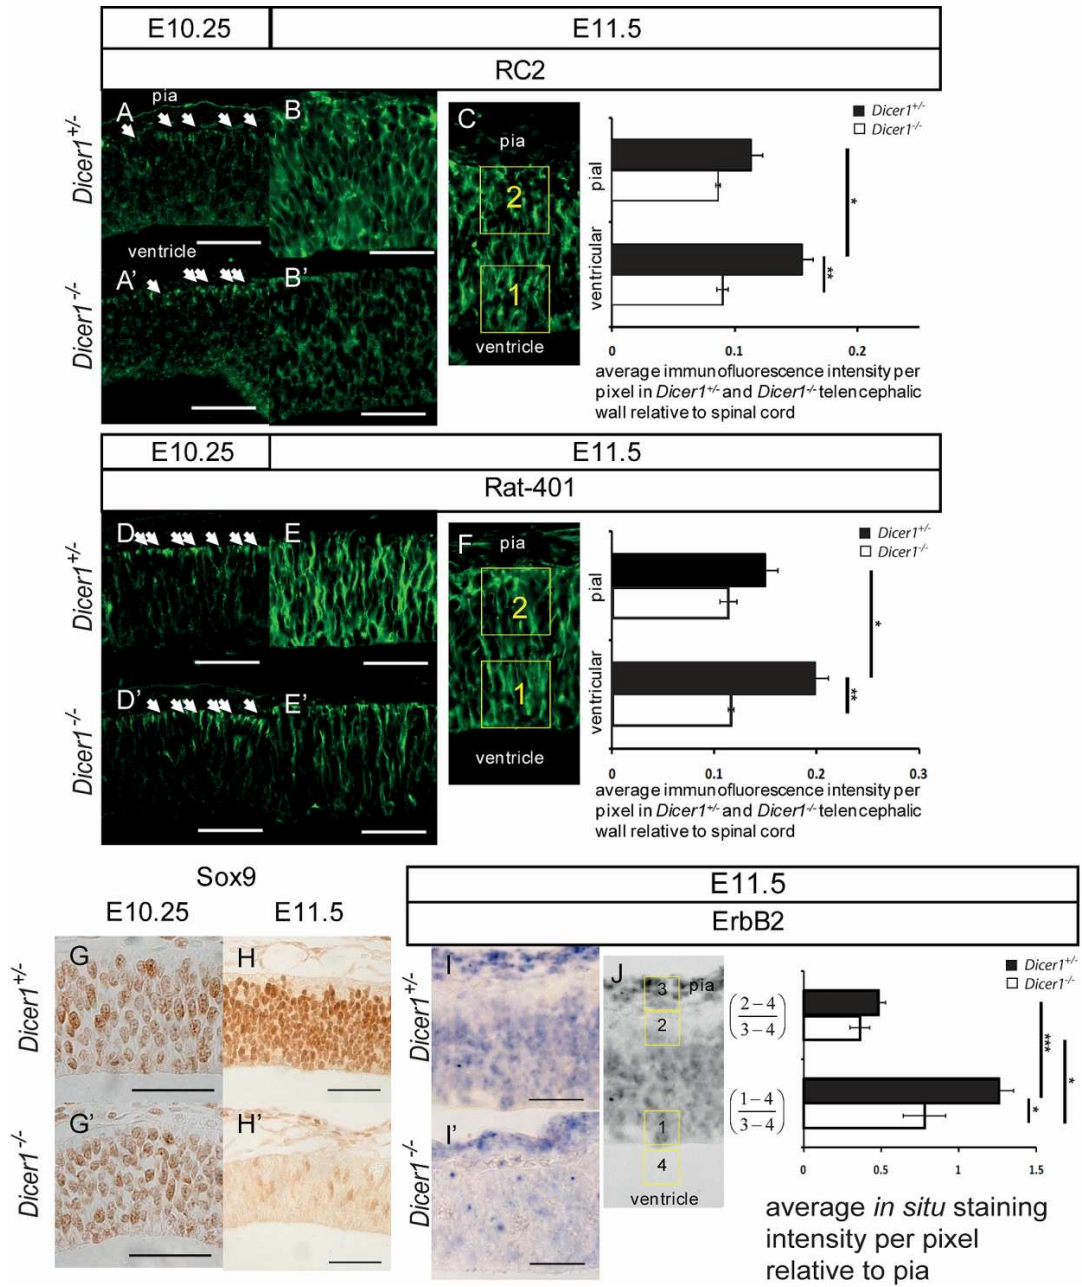 E10.25 E11.5
RC2
Dicer1+/-
Dicer1-/-
A pia
ventricle
A'
B
B'
C
pia
2
1
ventricle
Dicer1+/-
Dicer1-/-
pial
ventricular
*
**
0 0.1 0.2
average immunofluorescence intensity per
pixel in Dicer1+/- and Dicer1-/- telencephalic
wall relative to spinal cord
E10.25 E11.5
Rat-401
Dicer1+/-
Dicer1-/-
D
D'
E
E'
F
pia
2
1
ventricle
Dicer1+/-
Dicer1-/-
pial
ventricular
*
**
0 0.1 0.2 0.3
average immunofluorescence intensity per
pixel in Dicer1+/- and Dicer1-/- telencephalic
wall relative to spinal cord
Sox9
E10.25 E11.5
Dicer1+/-
Dicer1-/-
G
H
G'
H'
E11.5
ErbB2
Dicer1+/-
Dicer1-/-
I
I'
J
3 pia
2
1
4
ventricle
(2-4 / 3-4)
(1-4 / 3-4)
Dicer1+/-
Dicer1-/-
***
*
*
0 0.5 1 1.5
average in situ staining
intensity per pixel
relative to pia